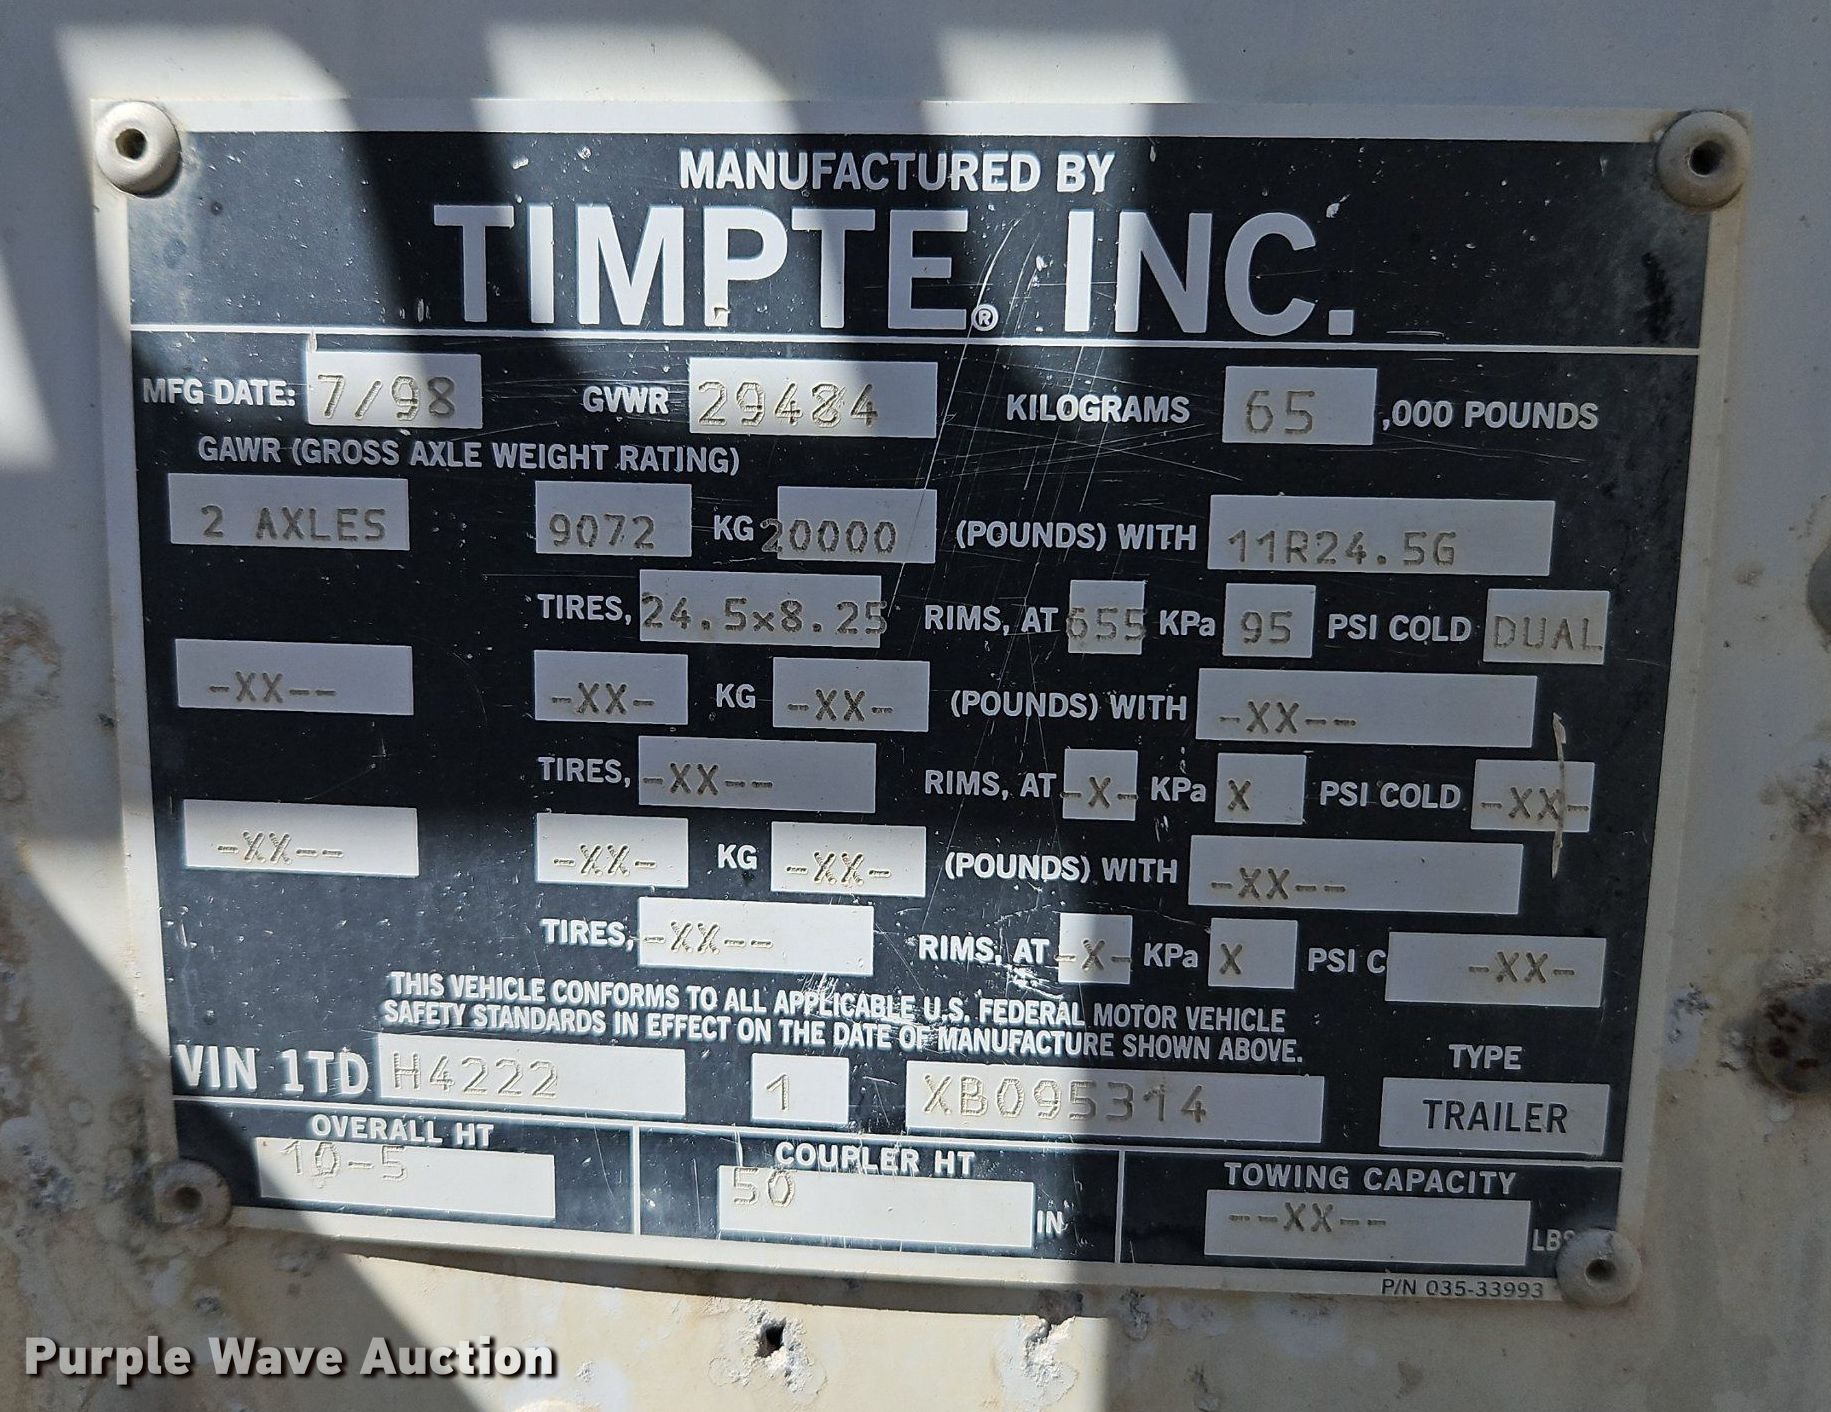 MANUFACTURED BY
TIMPTE® INC.
MFG DATE: 7/98 GVWR 29484 KILOGRAMS 65 ,000 POUNDS
GAWR (GROSS AXLE WEIGHT RATING)
2 AXLES 9072 KG 20000 (POUNDS) WITH 11R24.5G
TIRES, 24.5x8.25 RIMS, AT 655 KPa 95 PSI COLD DUAL
-XX-- -XX- KG -XX- (POUNDS) WITH -XX--
TIRES, -XX-- RIMS, AT -X- KPa X PSI COLD -XX-
-XX-- -XX- KG -XX- (POUNDS) WITH -XX--
TIRES, -XX-- RIMS, AT -X- KPa X PSI C -XX-
THIS VEHICLE CONFORMS TO ALL APPLICABLE U.S. FEDERAL MOTOR VEHICLE
SAFETY STANDARDS IN EFFECT ON THE DATE OF MANUFACTURE SHOWN ABOVE.
TYPE
VIN 1TD H4222 1 XB095314 TRAILER
OVERALL HT COUPLER HT TOWING CAPACITY
10-5 50 IN --XX-- LBS
P/N 035-33993
Purple Wave Auction